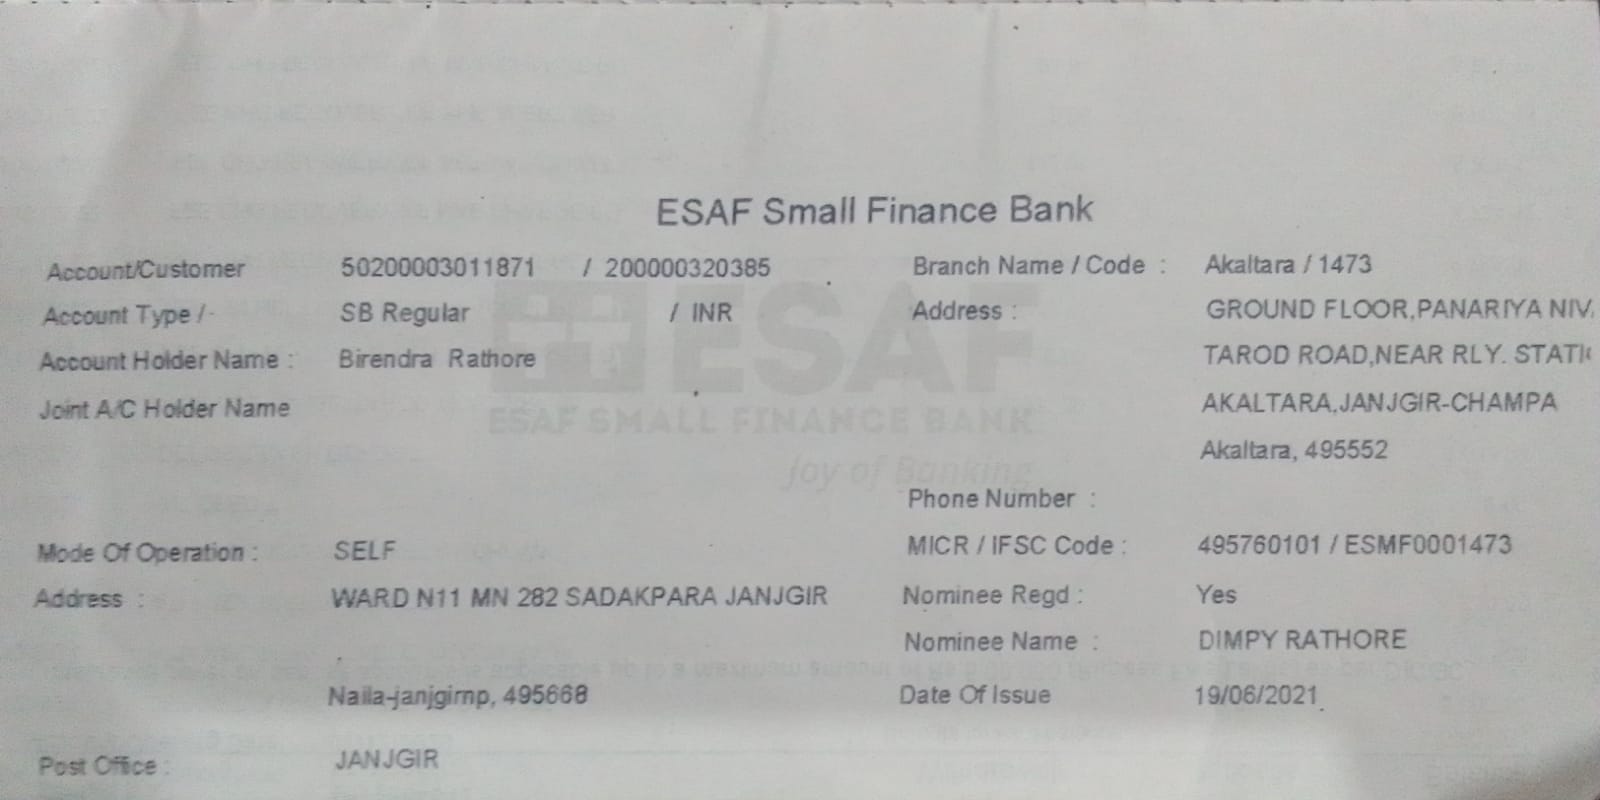 ESAF Small Finance Bank
Account/Customer 50200003011871 / 200000320385 Branch Name / Code : Akaltara / 1473
Account Type /- SB Regular / INR Address : GROUND FLOOR,PANARIYA NIV
Account Holder Name : Birendra Rathore TAROD ROAD,NEAR RLY. STATI
Joint A/C Holder Name AKALTARA,JANJGIR-CHAMPA
Akaltara, 495552
ESAF
ESAF SMALL FINANCE BANK
Joy of Banking
Phone Number :
Mode Of Operation : SELF MICR / IFSC Code : 495760101 / ESMF0001473
Address : WARD N11 MN 282 SADAKPARA JANJGIR Nominee Regd : Yes
Nominee Name : DIMPY RATHORE
Naila-janjgirnp, 495668 Date Of Issue 19/06/2021
Post Office : JANJGIR